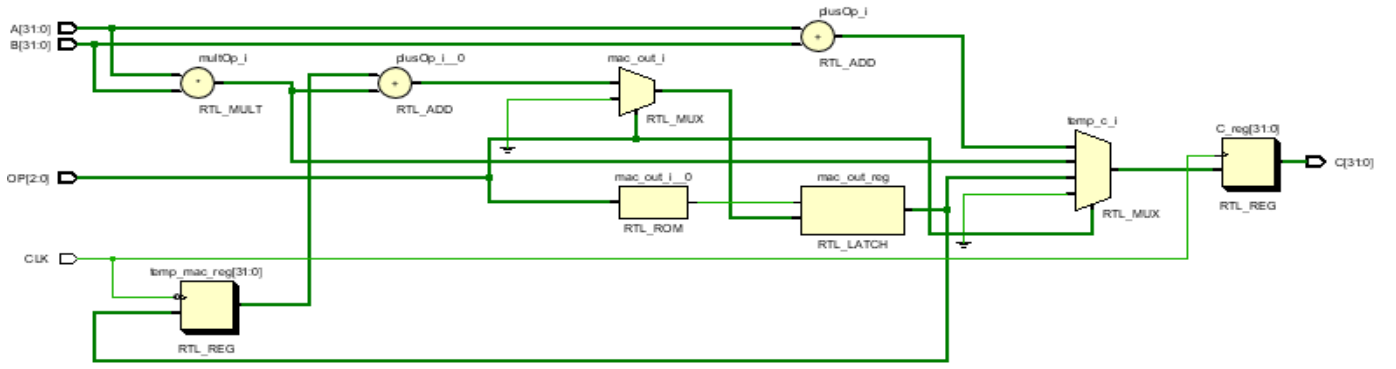 plusOp_i
A[31:0]
B[31:0]
+
RTL_ADD
multOp_i
plusOp_i__0
mac_out_i
*
+
RTL_MULT
RTL_ADD
RTL_MUX
temp_c_i
C_reg[31:0]
C[31:0]
OP[2:0]
mac_out_i__0
mac_out_reg
RTL_MUX
RTL_REG
RTL_ROM
RTL_LATCH
CLK
temp_mac_reg[31:0]
RTL_REG